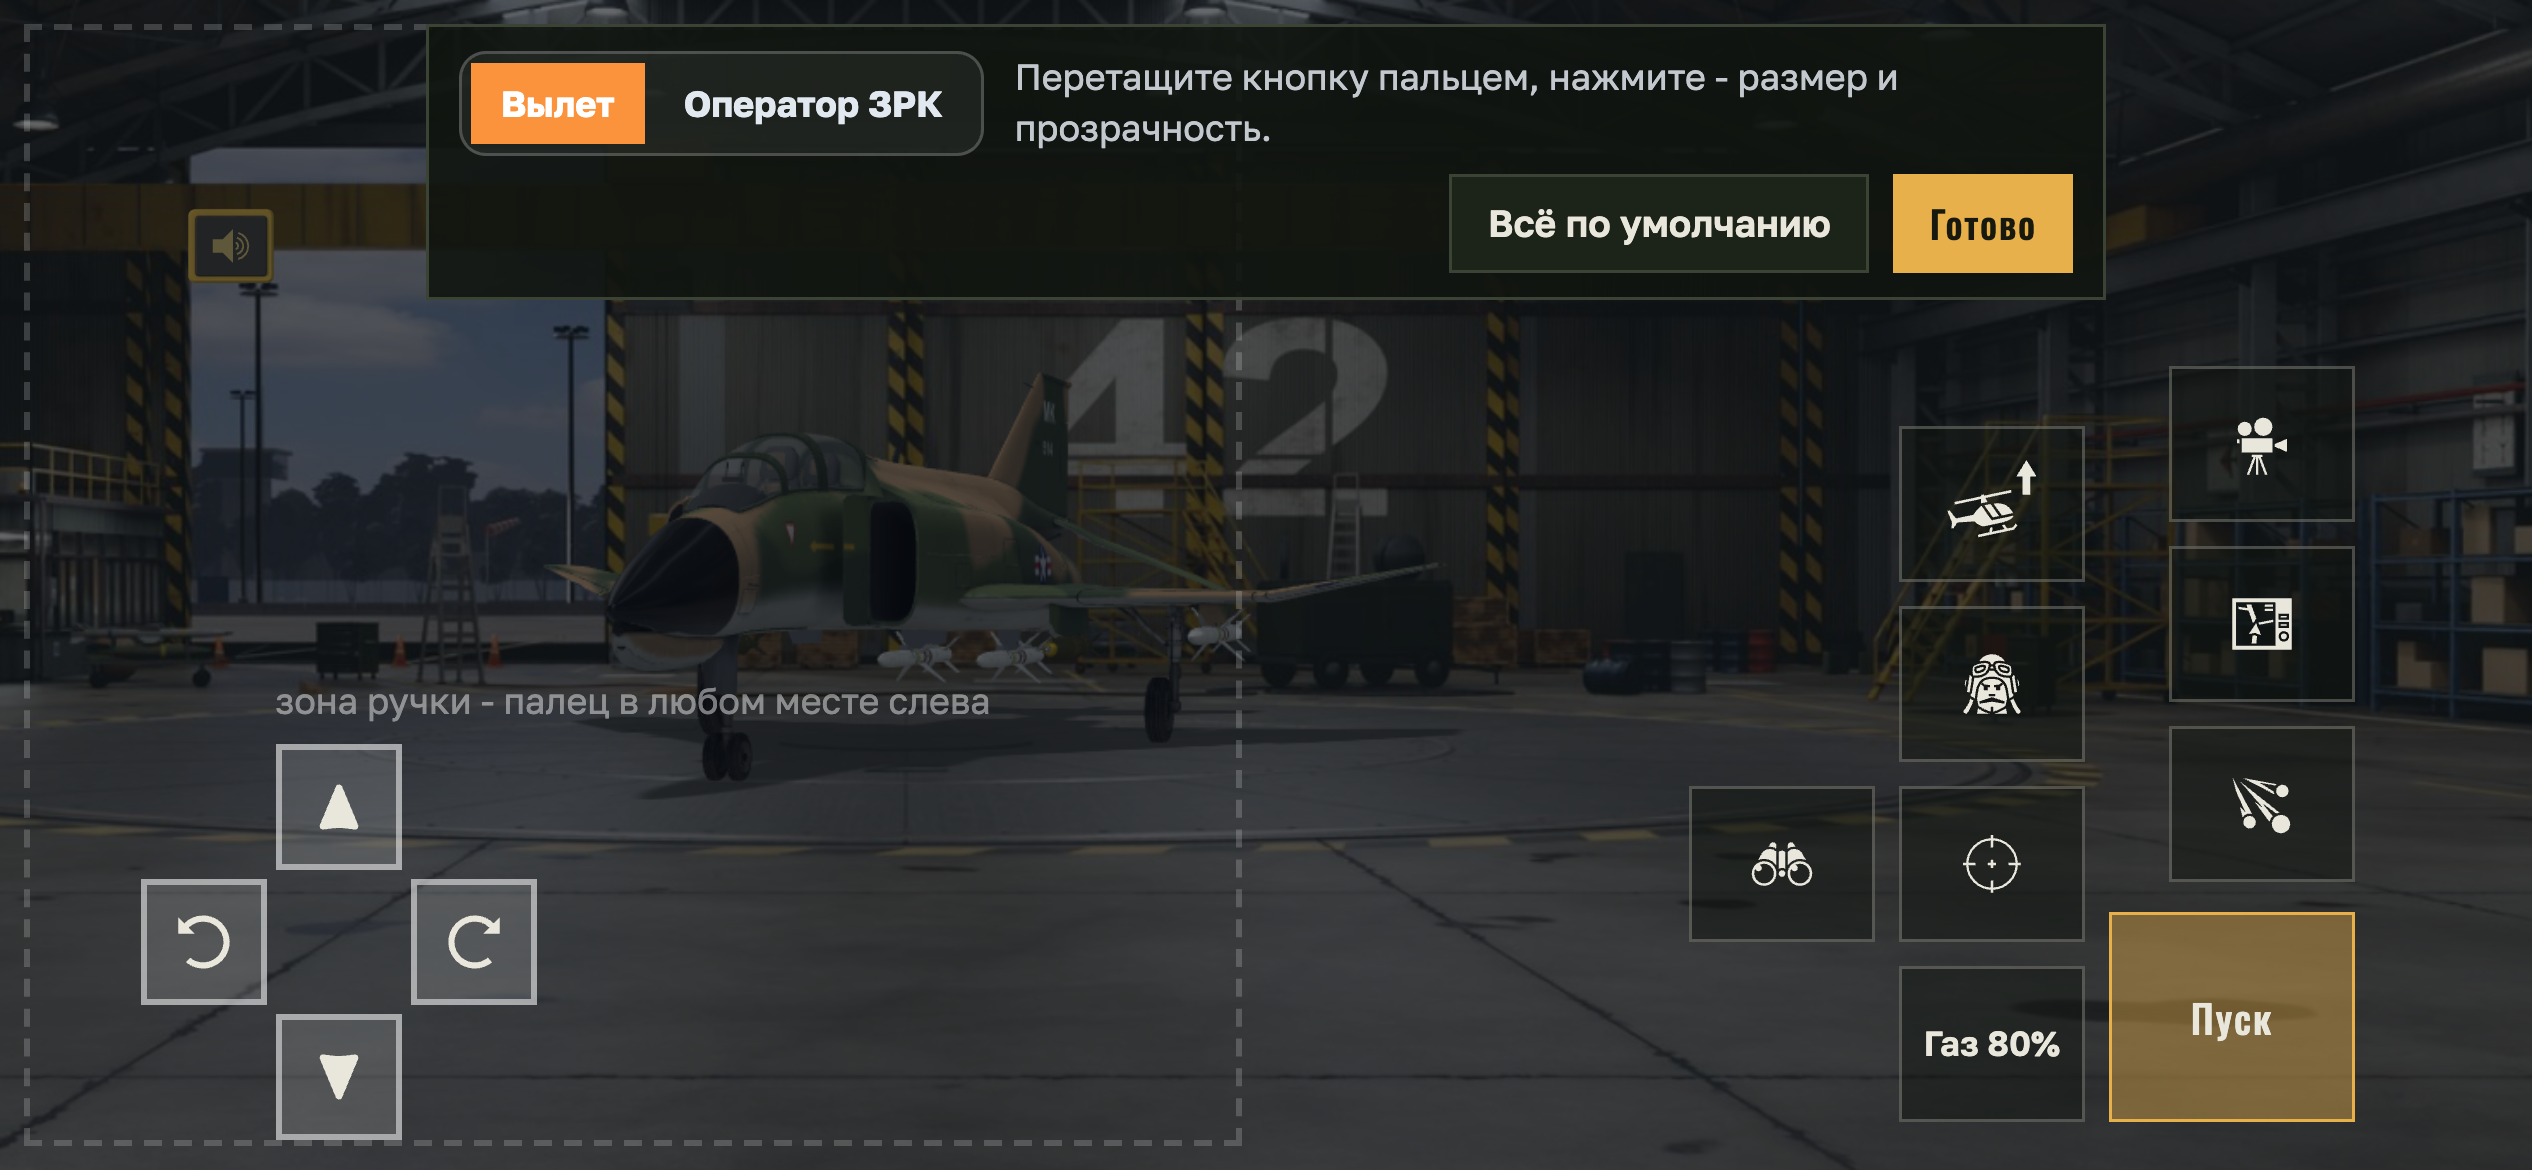 Вылет
Оператор ЗРК
Перетащите кнопку пальцем, нажмите - размер и
прозрачность.
Всё по умолчанию
Готово
42
зона ручки - палец в любом месте слева
Газ 80%
Пуск